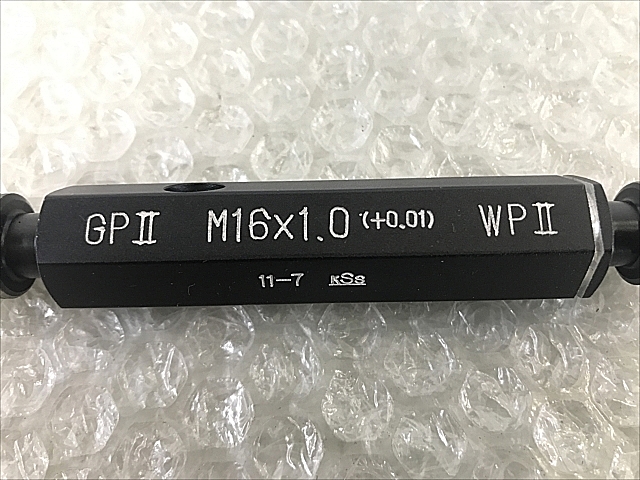 GPⅡ M16x1.0 (+0.01) WPⅡ
11-7 KSS